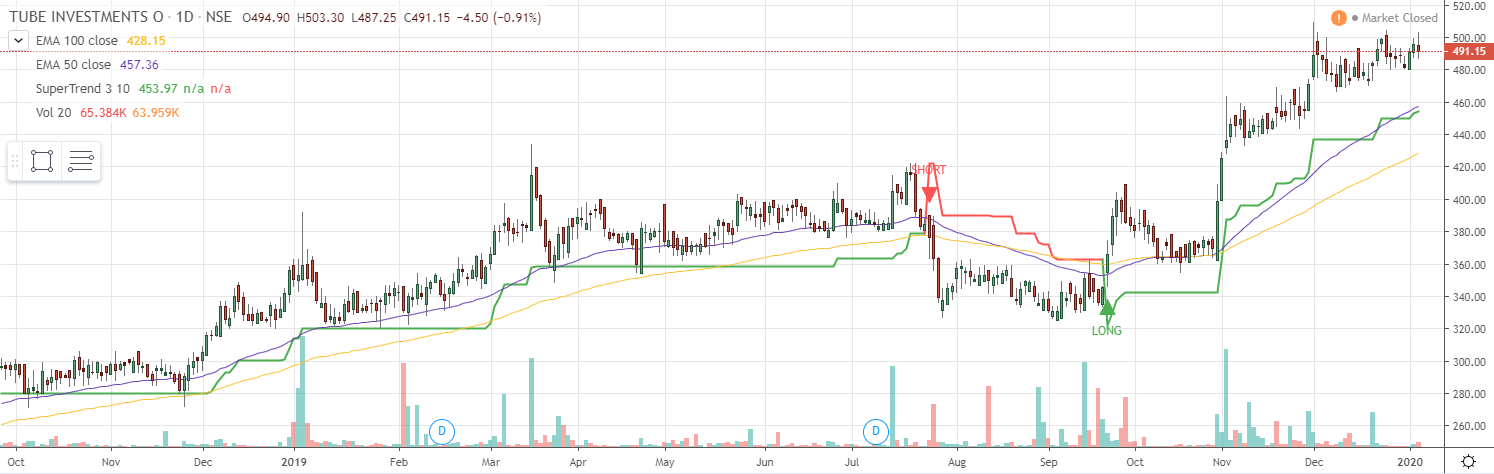 TUBE INVESTMENTS O · 1D · NSE O494.90 H503.30 L487.25 C491.15 −4.50 (−0.91%)
! Market Closed
EMA 100 close 428.15
EMA 50 close 457.36
SuperTrend 3 10 453.97 n/a n/a
Vol 20 65.384K 63.959K
520.00
500.00
491.15
480.00
460.00
440.00
420.00
400.00
380.00
360.00
340.00
320.00
300.00
280.00
260.00
SHORT
LONG
D
D
Oct Nov Dec 2019 Feb Mar Apr Jun Jul Aug Sep Oct Nov Dec 2020